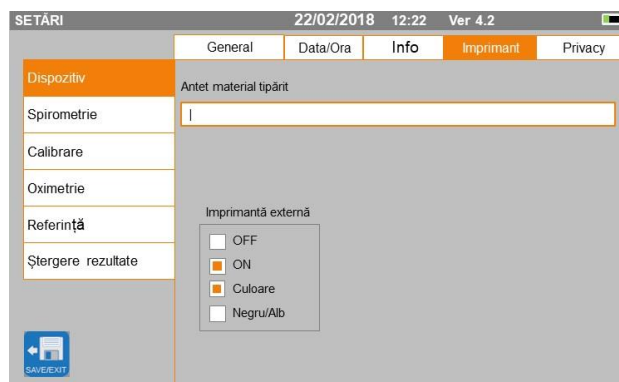 SETĂRI 22/02/2018 12:22 Ver 4.2
General Data/Ora Info Imprimant Privacy
Dispozitiv
Spirometrie
Calibrare
Oximetrie
Referință
Ștergere rezultate
Antet material tipărit
Imprimantă externă
OFF
ON
Culoare
Negru/Alb
SAVE/EXIT